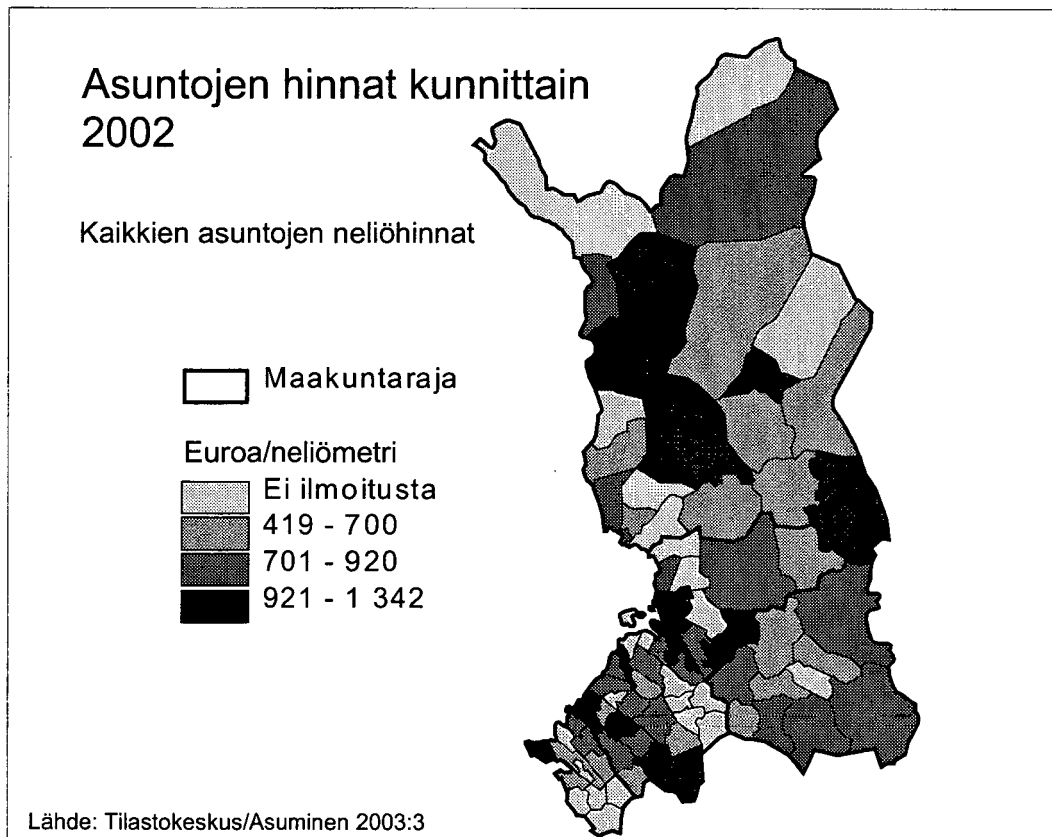 Asuntojen hinnat kunnittain
2002
Kaikkien asuntojen neliöhinnat
Maakuntaraja
Euroa/neliömetri
Ei ilmoitusta
419 - 700
701 - 920
921 - 1 342
Lähde: Tilastokeskus/Asuminen 2003:3